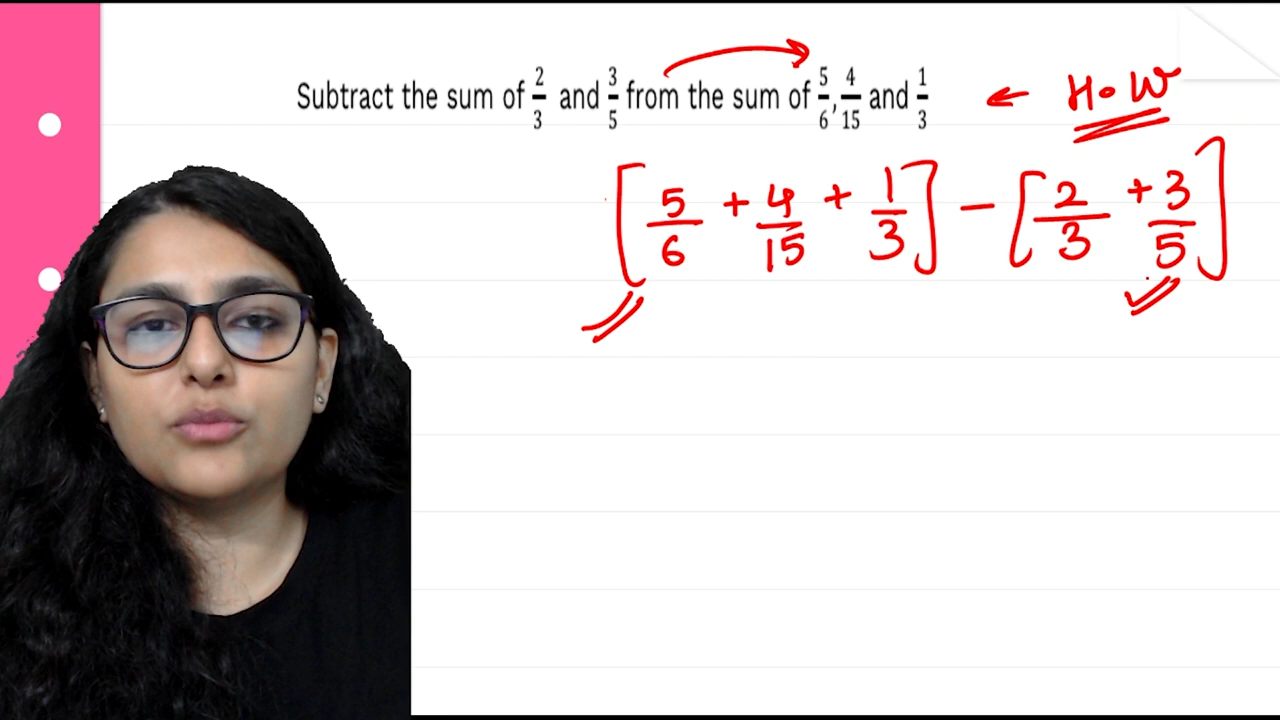 Subtract the sum of 2/3 and 3/5 from the sum of 5/6, 4/15 and 1/3 ← H.W
[5/6 + 4/15 + 1/3] - [2/3 + 3/5]